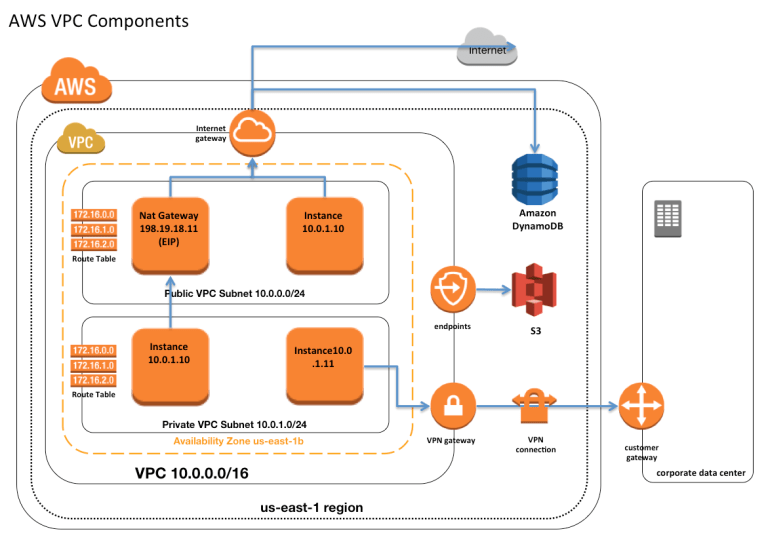 AWS VPC Components
Internet
AWS
Internet
gateway
VPC
Amazon
DynamoDB
172.16.0.0
172.16.1.0
172.16.2.0
Route Table
Nat Gateway
198.19.18.11
(EIP)
Instance
10.0.1.10
Public VPC Subnet 10.0.0.0/24
endpoints
S3
172.16.0.0
172.16.1.0
172.16.2.0
Route Table
Instance
10.0.1.10
Instance10.0
.1.11
Private VPC Subnet 10.0.1.0/24
Availability Zone us-east-1b
VPN gateway
VPN
connection
customer
gateway
corporate data center
VPC 10.0.0.0/16
us-east-1 region